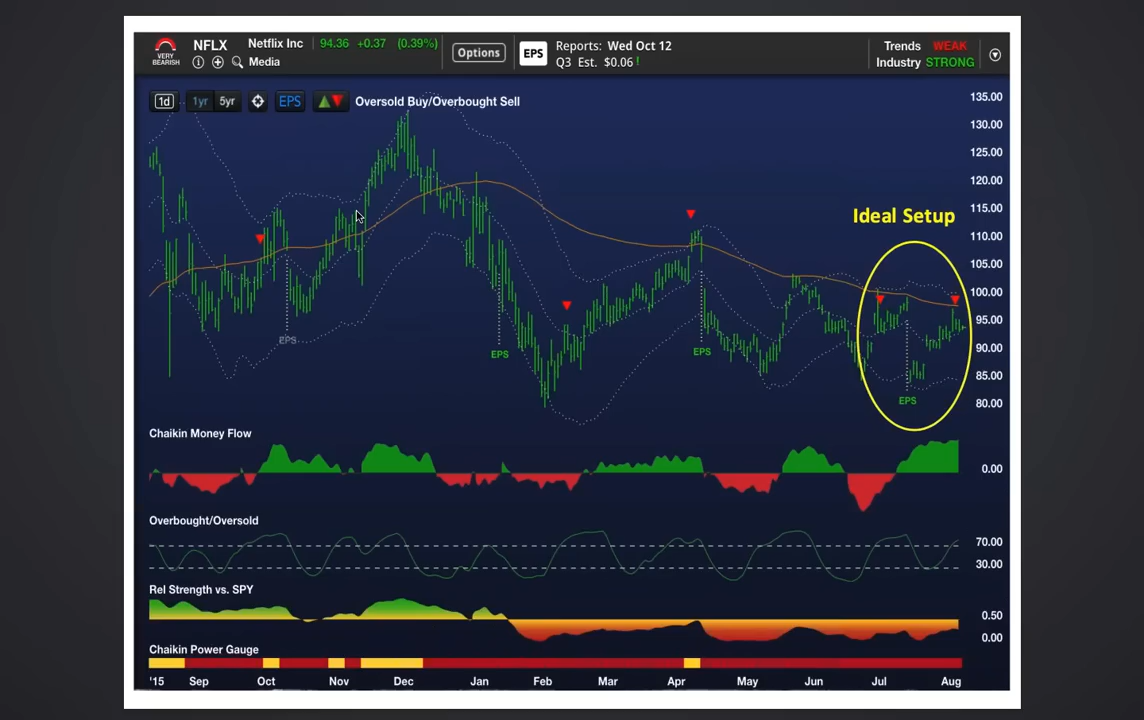 VERY
BEARISH
NFLX
Netflix Inc
94.36 +0.37 (0.39%)
Media
Options
EPS
Reports: Wed Oct 12
Q3 Est. $0.06 !
Trends WEAK
Industry STRONG
1d
1yr
5yr
EPS
Oversold Buy/Overbought Sell
135.00
130.00
125.00
120.00
115.00
110.00
105.00
100.00
95.00
90.00
85.00
80.00
Ideal Setup
EPS
EPS
EPS
EPS
Chaikin Money Flow
0.00
Overbought/Oversold
70.00
30.00
Rel Strength vs. SPY
0.50
0.00
Chaikin Power Gauge
'15 Sep Oct Nov Dec Jan Feb Mar Apr May Jun Jul Aug